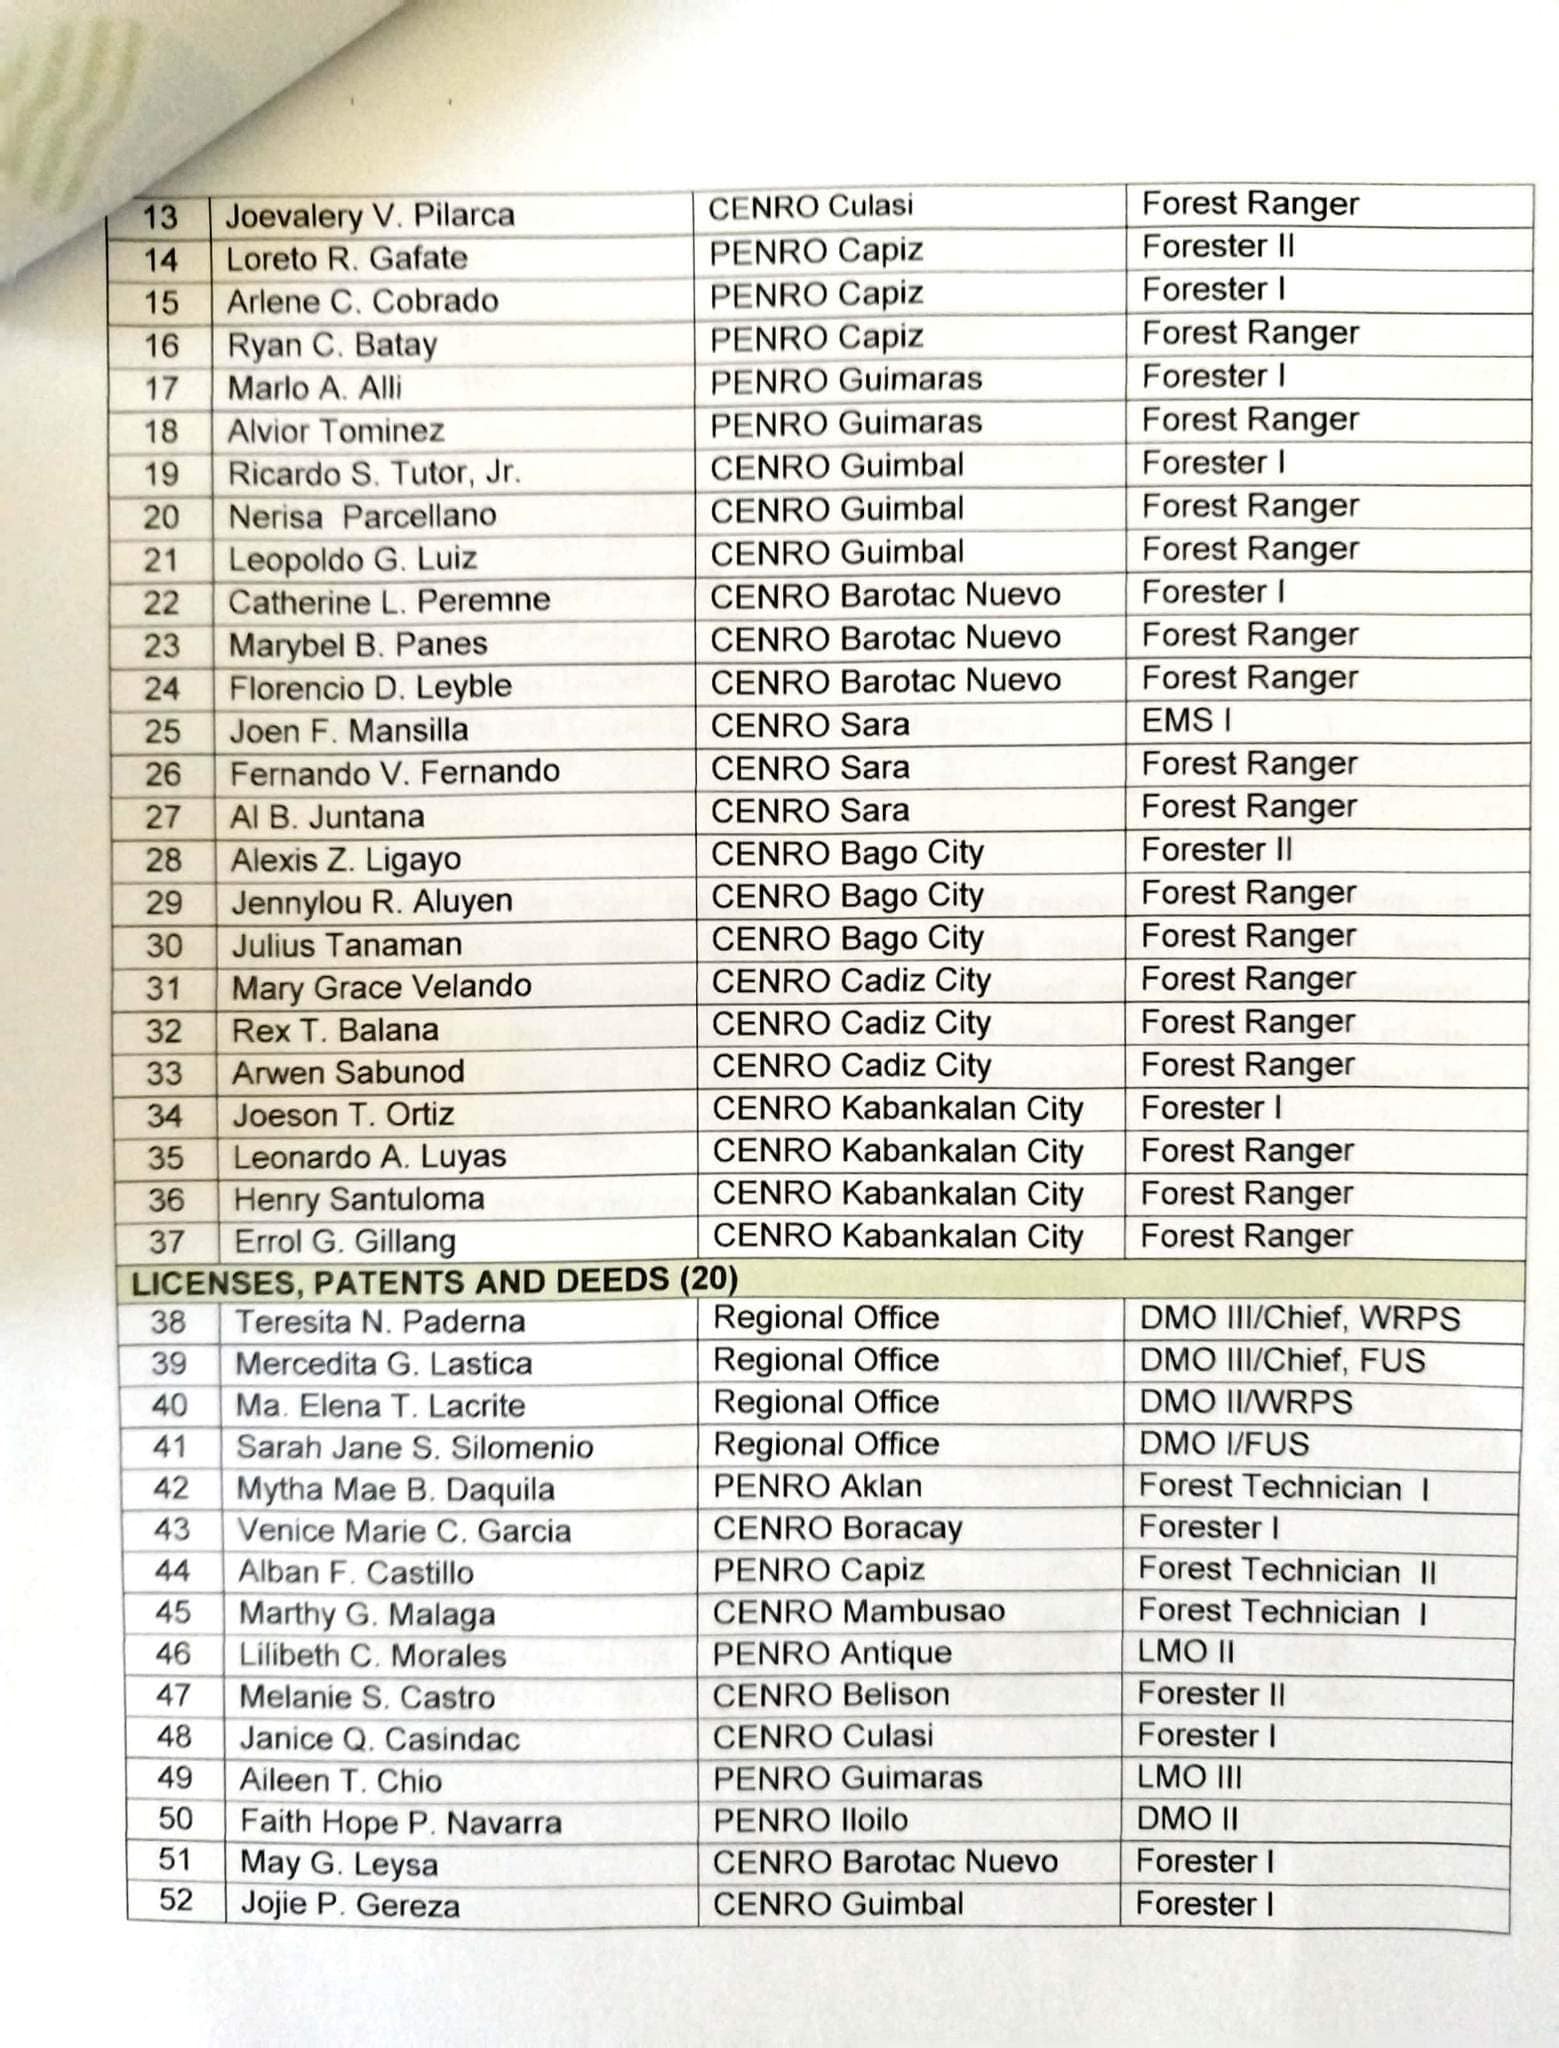 13 Joevalery V. Pilarca CENRO Culasi Forest Ranger
14 Loreto R. Gafate PENRO Capiz Forester II
15 Arlene C. Cobrado PENRO Capiz Forester I
16 Ryan C. Batay PENRO Capiz Forest Ranger
17 Marlo A. Alli PENRO Guimaras Forester I
18 Alvior Tominez PENRO Guimaras Forest Ranger
19 Ricardo S. Tutor, Jr. CENRO Guimbal Forester I
20 Nerisa Parcellano CENRO Guimbal Forest Ranger
21 Leopoldo G. Luiz CENRO Guimbal Forest Ranger
22 Catherine L. Peremne CENRO Barotac Nuevo Forester I
23 Marybel B. Panes CENRO Barotac Nuevo Forest Ranger
24 Florencio D. Leyble CENRO Barotac Nuevo Forest Ranger
25 Joen F. Mansilla CENRO Sara EMS I
26 Fernando V. Fernando CENRO Sara Forest Ranger
27 Al B. Juntana CENRO Sara Forest Ranger
28 Alexis Z. Ligayo CENRO Bago City Forester II
29 Jennylou R. Aluyen CENRO Bago City Forest Ranger
30 Julius Tanaman CENRO Bago City Forest Ranger
31 Mary Grace Velando CENRO Cadiz City Forest Ranger
32 Rex T. Balana CENRO Cadiz City Forest Ranger
33 Arwen Sabunod CENRO Cadiz City Forest Ranger
34 Joeson T. Ortiz CENRO Kabankalan City Forester I
35 Leonardo A. Luyas CENRO Kabankalan City Forest Ranger
36 Henry Santuloma CENRO Kabankalan City Forest Ranger
37 Errol G. Gillang CENRO Kabankalan City Forest Ranger
LICENSES, PATENTS AND DEEDS (20)
38 Teresita N. Paderna Regional Office DMO III/Chief, WRPS
39 Mercedita G. Lastica Regional Office DMO III/Chief, FUS
40 Ma. Elena T. Lacrite Regional Office DMO II/WRPS
41 Sarah Jane S. Silomenio Regional Office DMO I/FUS
42 Mytha Mae B. Daquila PENRO Aklan Forest Technician I
43 Venice Marie C. Garcia CENRO Boracay Forester I
44 Alban F. Castillo PENRO Capiz Forest Technician II
45 Marthy G. Malaga CENRO Mambusao Forest Technician I
46 Lilibeth C. Morales PENRO Antique LMO II
47 Melanie S. Castro CENRO Belison Forester II
48 Janice Q. Casindac CENRO Culasi Forester I
49 Aileen T. Chio PENRO Guimaras LMO III
50 Faith Hope P. Navarra PENRO Iloilo DMO II
51 May G. Leysa CENRO Barotac Nuevo Forester I
52 Jojie P. Gereza CENRO Guimbal Forester I